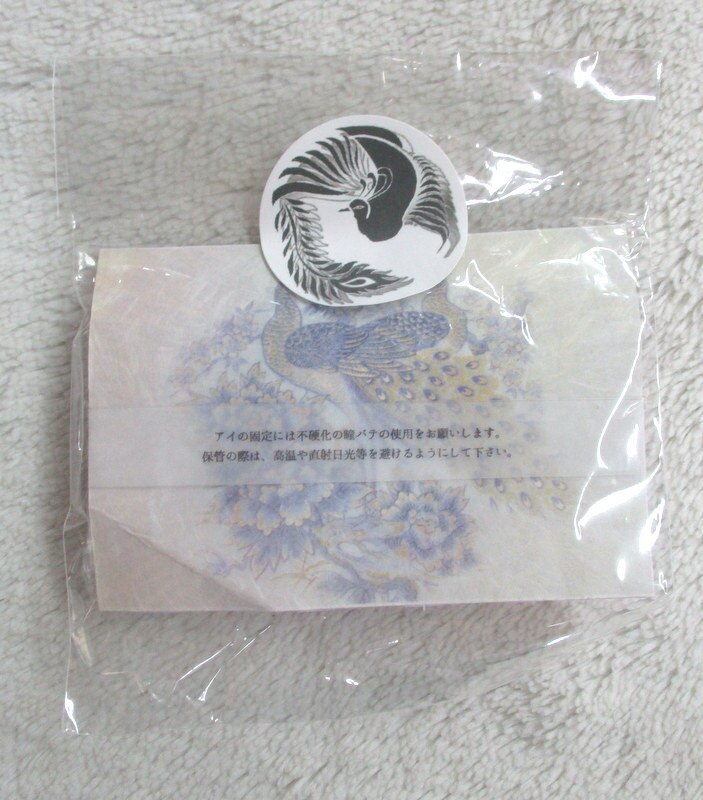 アイの固定には不硬化の瞳パテの使用をお願いします。
保管の際は、高温や直射日光等を避けるようにして下さい。